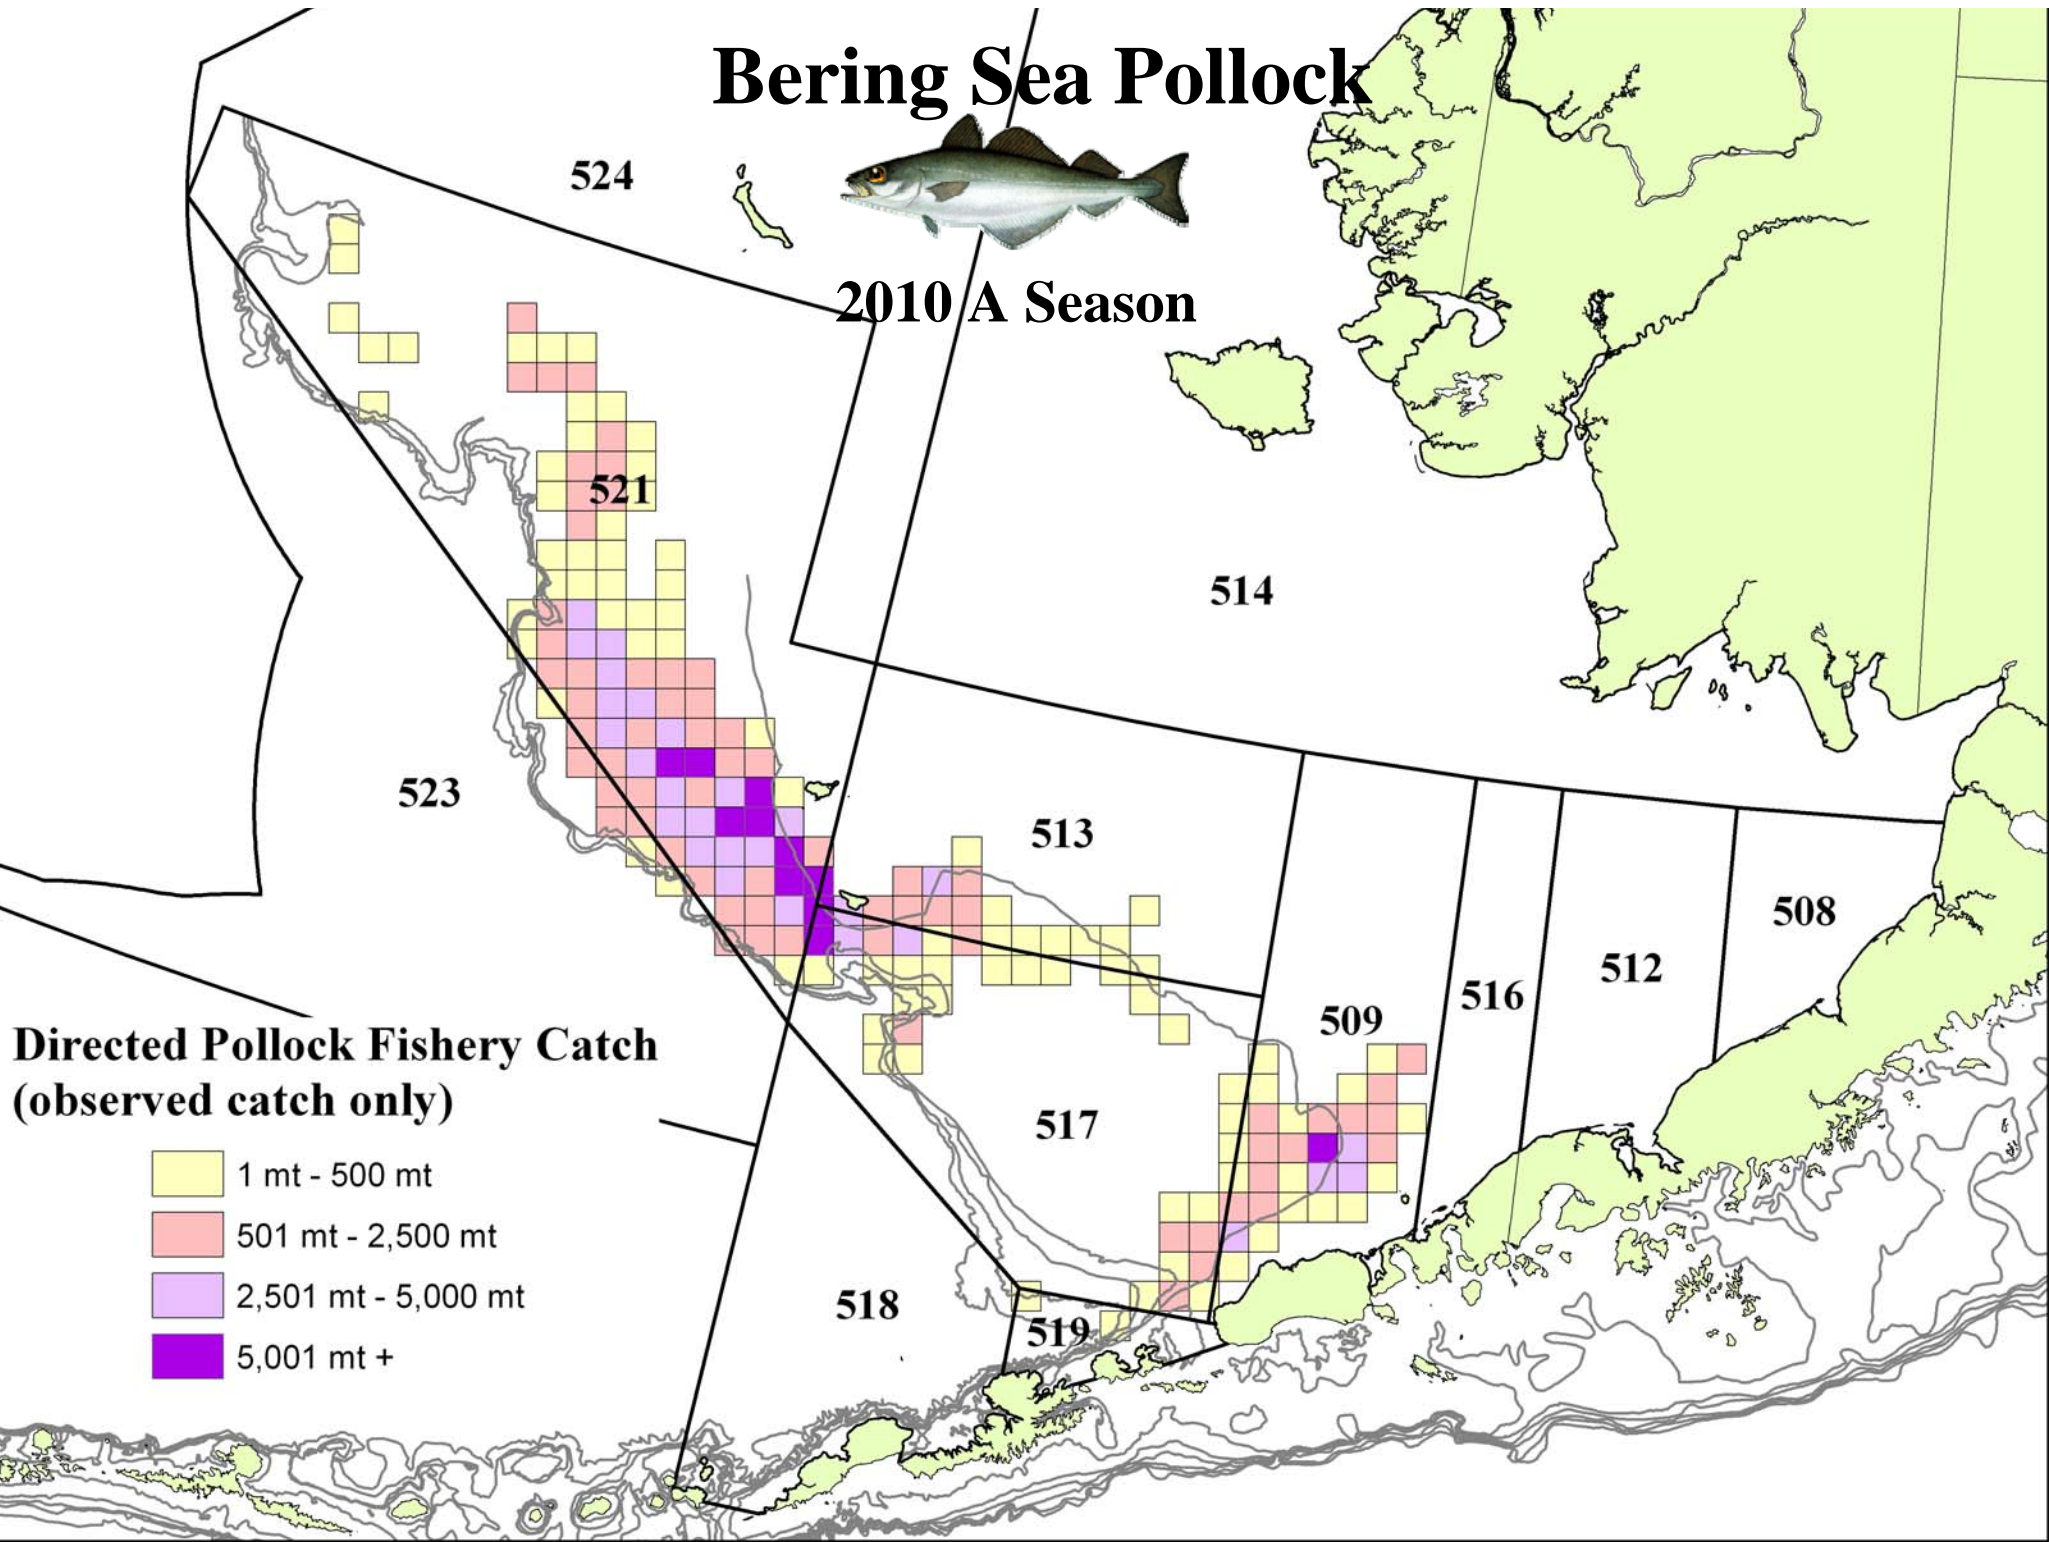 Bering Sea Pollock
524
2010 A Season
521
514
523
513
508
512
516
509
Directed Pollock Fishery Catch
(observed catch only)
517
1 mt - 500 mt
501 mt - 2,500 mt
2,501 mt - 5,000 mt
518
519
5,001 mt +